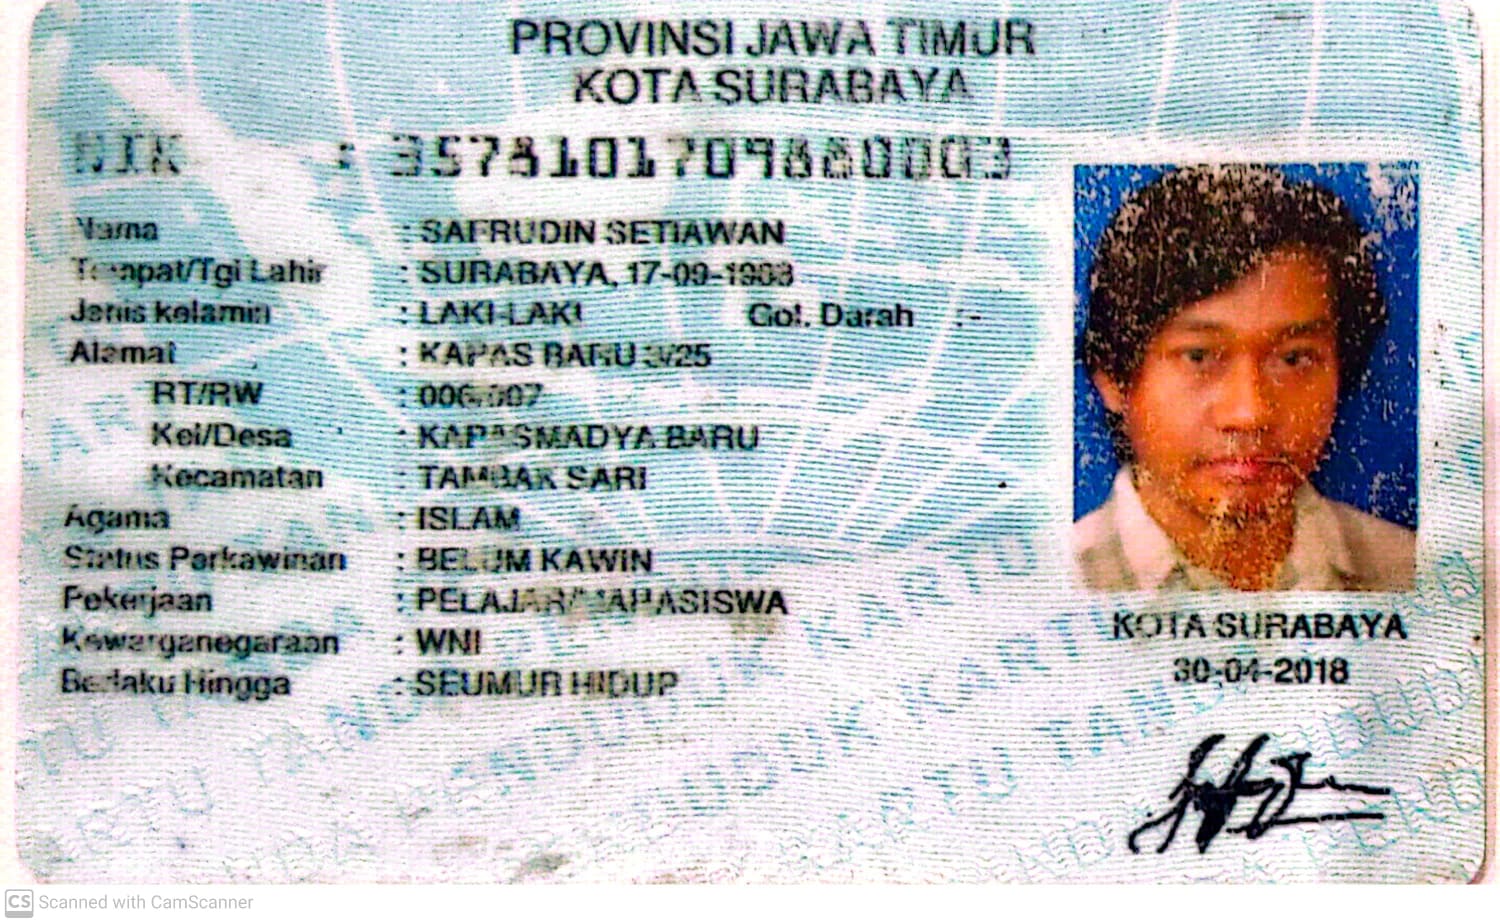 PROVINSI JAWA TIMUR
KOTA SURABAYA
NIK : 3578101709880003
Nama : SAFRUDIN SETIAWAN
Tempat/Tgl Lahir : SURABAYA, 17-09-1988
Jenis kelamin : LAKI-LAKI Gol. Darah : -
Alamat : KAPAS BARU 3/25
RT/RW : 006/007
Kel/Desa : KAPASMADYA BARU
Kecamatan : TAMBAK SARI
Agama : ISLAM
Status Perkawinan : BELUM KAWIN
Pekerjaan : PELAJAR/MAHASISWA
Kewarganegaraan : WNI
Berlaku Hingga : SEUMUR HIDUP
KOTA SURABAYA
30-04-2018
CS Scanned with CamScanner